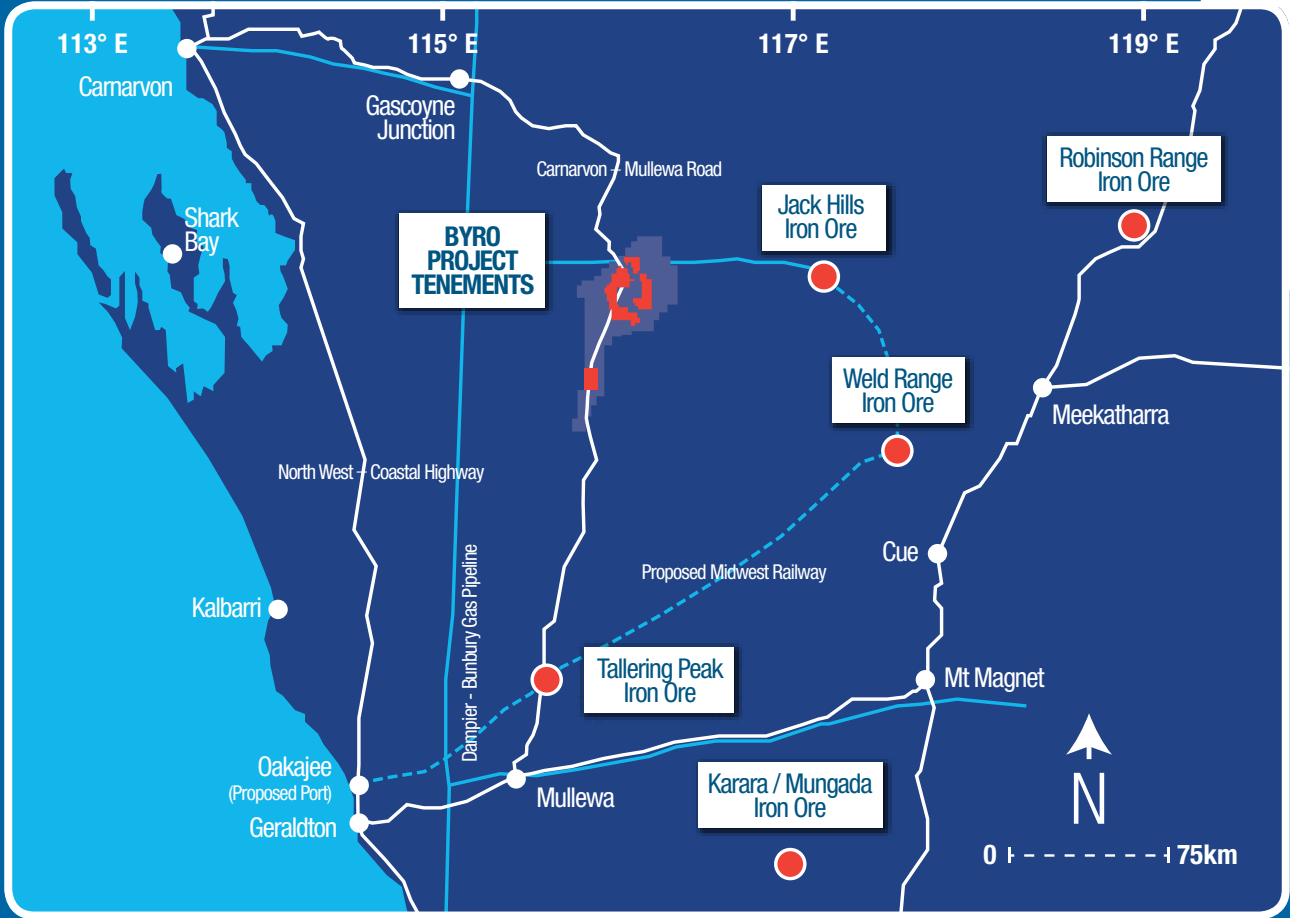 113° E
115° E
117° E
119° E
Carnarvon
Gascoyne
Junction
Carnarvon - Mullewa Road
Robinson Range
Iron Ore
Jack Hills
Iron Ore
Shark
Bay
BYRO
PROJECT
TENEMENTS
Weld Range
Iron Ore
Meekatharra
North West - Coastal Highway
Cue
Proposed Midwest Railway
Kalbarri
Dampier - Bunbury Gas Pipeline
Tallering Peak
Iron Ore
Mt Magnet
Oakajee
(Proposed Port)
Geraldton
Mullewa
Karara / Mungada
Iron Ore
N
0
75km